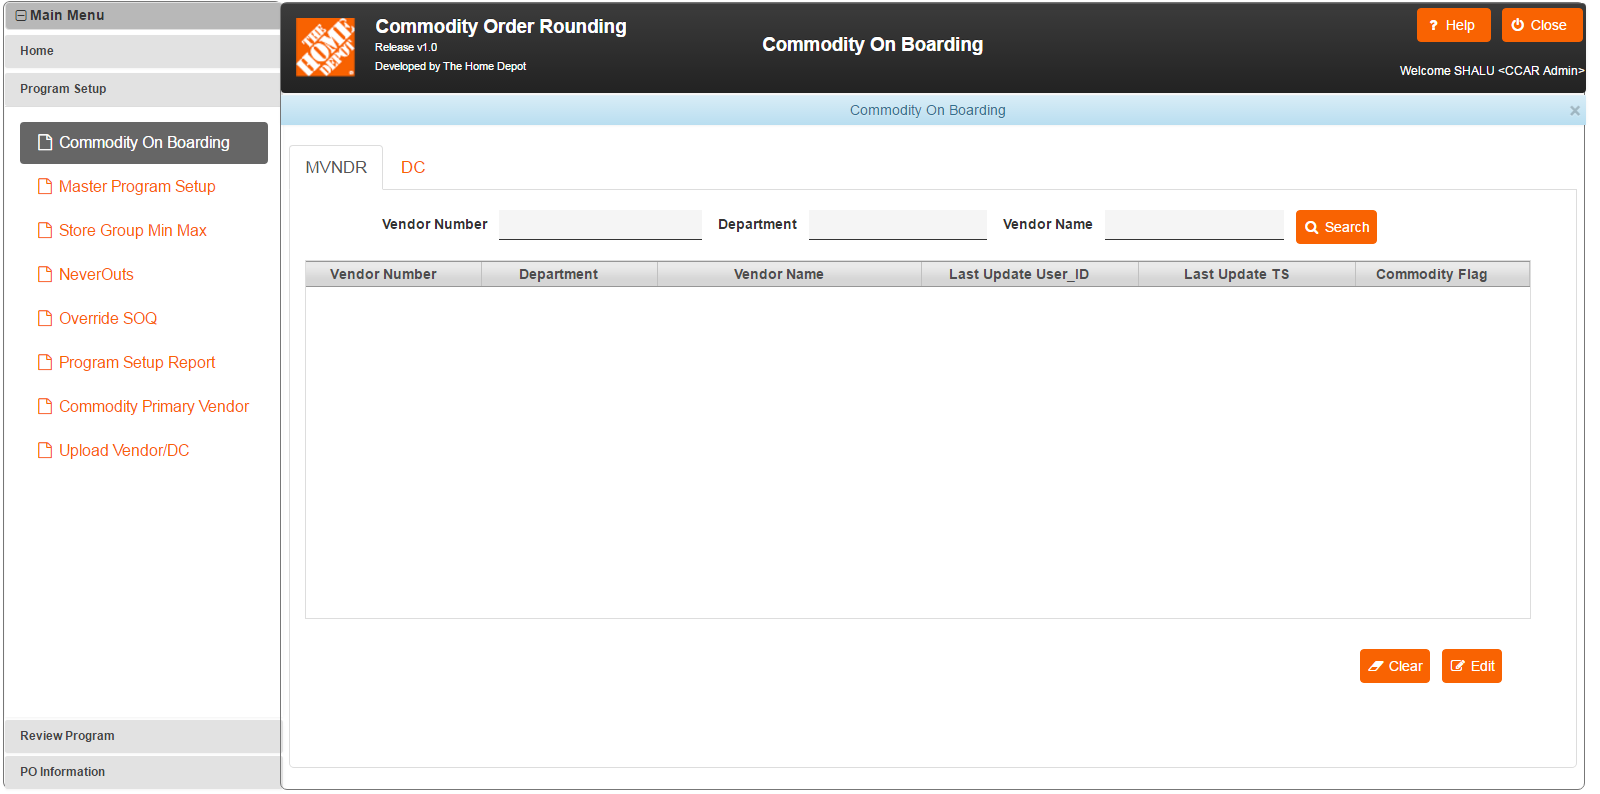 Main Menu
Home
Program Setup
Commodity On Boarding
Master Program Setup
Store Group Min Max
NeverOuts
Override SOQ
Program Setup Report
Commodity Primary Vendor
Upload Vendor/DC
Review Program
PO Information
THE HOME DEPOT
Commodity Order Rounding
Release v1.0
Developed by The Home Depot
Commodity On Boarding
? Help
Close
Welcome SHALU <CCAR Admin>
Commodity On Boarding ×
MVNDR DC
Vendor Number Department Vendor Name Search
Vendor Number Department Vendor Name Last Update User_ID Last Update TS Commodity Flag
Clear Edit